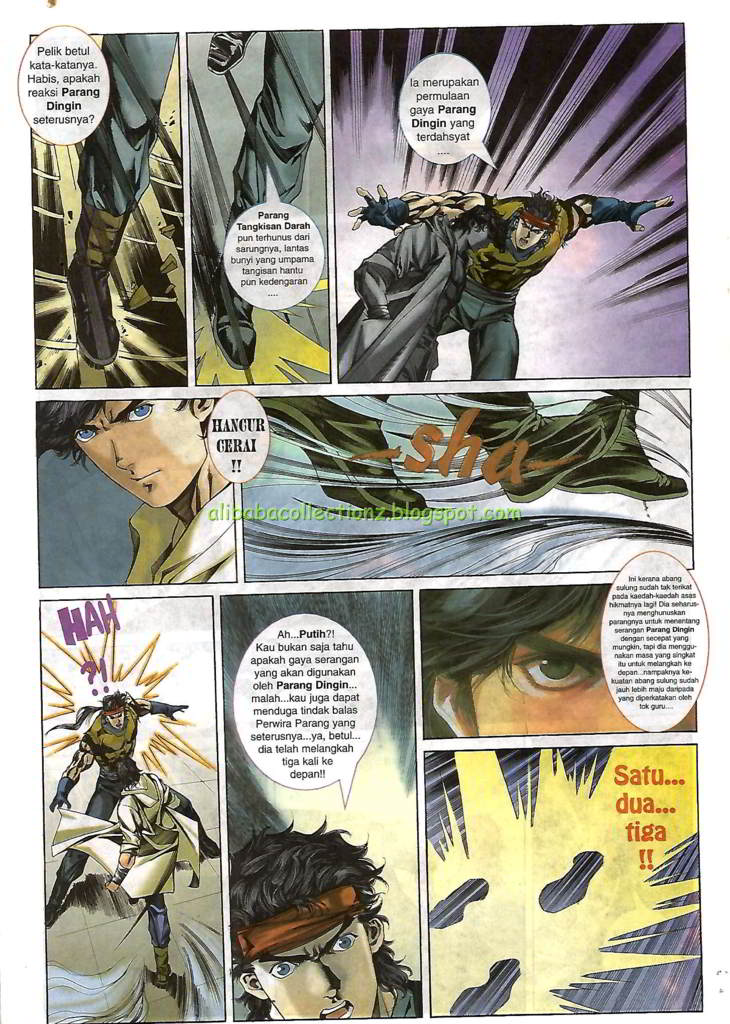 Pelik betul
kata-katanya.
Habis, apakah
reaksi Parang
Dingin
seterusnya?
Parang
Tangkisan Darah
pun terhunus dari
sarungnya, lantas
bunyi yang umpama
tangisan hantu
pun kedengaran
....
Ia merupakan
permulaan
gaya Parang
Dingin yang
terdahsyat
....
HANCUR
CERAI
!!
-sha-
alibabacollectionz.blogspot.com
HAH
?!
Ah...Putih?!
Kau bukan saja tahu
apakah gaya serangan
yang akan digunakan
oleh Parang Dingin...
malah...kau juga dapat
menduga tindak balas
Perwira Parang yang
seterusnya...ya, betul...
dia telah melangkah
tiga kali ke
depan!!
Ini kerana abang
sulung sudah tak terikat
pada kaedah-kaedah asas
hikmatnya lagi! Dia seharus-
nya menghunuskan
parangnya untuk menentang
serangan Parang Dingin
dengan secepat yang
mungkin, tapi dia menggu-
nakan masa yang singkat
itu untuk melangkah ke
depan...nampaknya ke-
kuatan abang sulung sudah
jauh lebih maju daripada
yang diperkatakan oleh
tok guru....
Satu...
dua...
tiga
!!